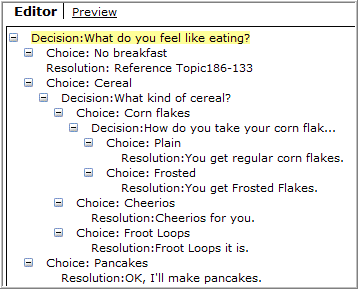 Editor | Preview
Decision:What do you feel like eating?
Choice: No breakfast
Resolution: Reference Topic186-133
Choice: Cereal
Decision:What kind of cereal?
Choice: Corn flakes
Decision:How do you take your corn flak...
Choice: Plain
Resolution:You get regular corn flakes.
Choice: Frosted
Resolution:You get Frosted Flakes.
Choice: Cheerios
Resolution:Cheerios for you.
Choice: Froot Loops
Resolution:Froot Loops it is.
Choice: Pancakes
Resolution:OK, I'll make pancakes.